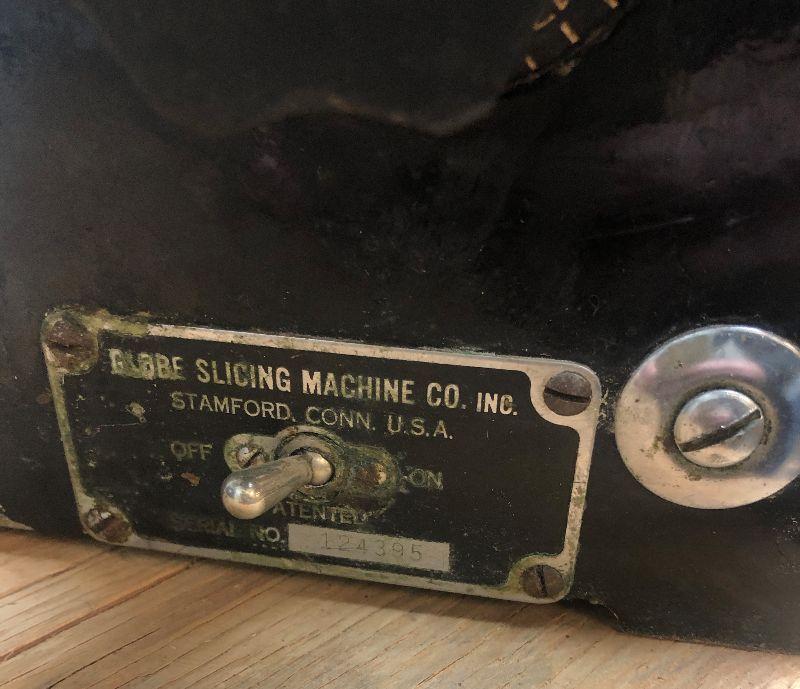 GLOBE SLICING MACHINE CO. INC.
STAMFORD, CONN. U.S.A.
OFF ON
PATENTED
SERIAL NO. 124395